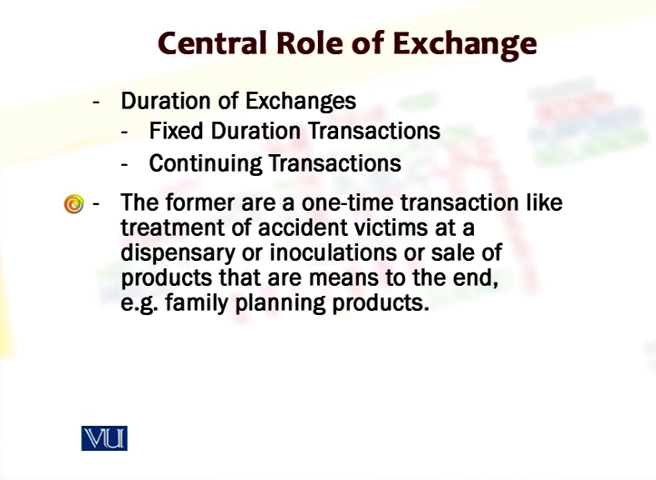 Central Role of Exchange
- Duration of Exchanges
- Fixed Duration Transactions
- Continuing Transactions
- The former are a one-time transaction like
treatment of accident victims at a
dispensary or inoculations or sale of
products that are means to the end,
e.g. family planning products.
VU